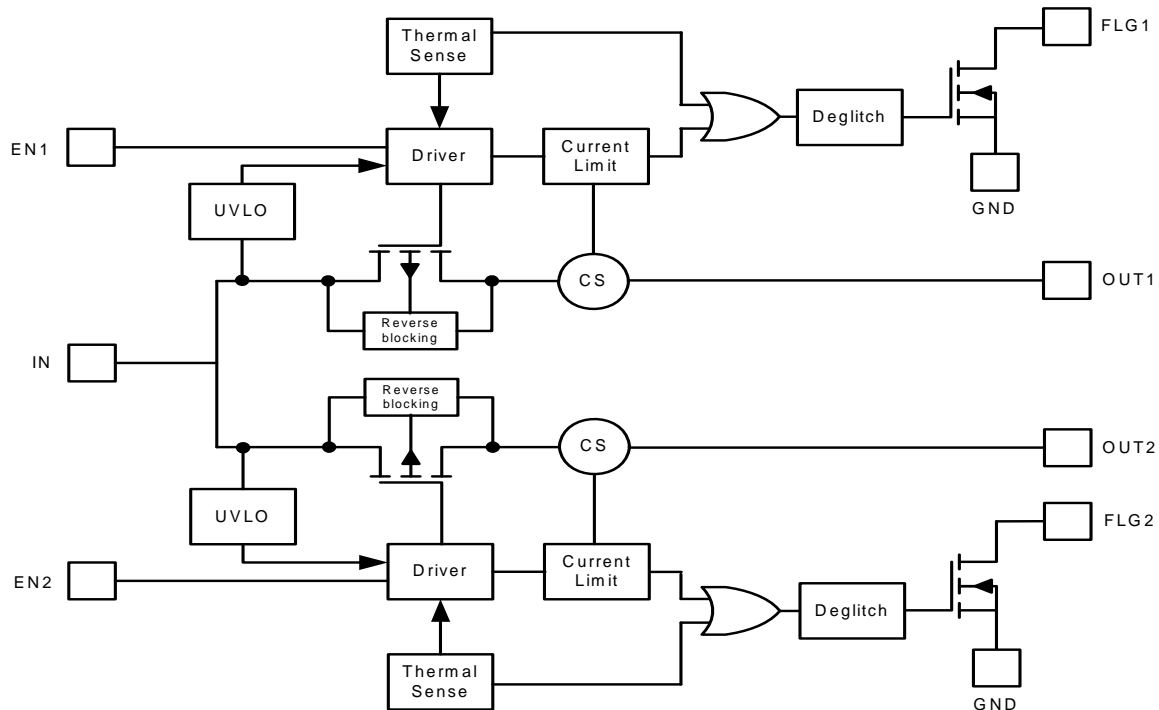 Thermal
Sense
FLG1
EN1
Driver
Current
Limit
Deglitch
GND
UVLO
CS
OUT1
Reverse
blocking
IN
Reverse
blocking
CS
OUT2
UVLO
FLG2
EN2
Driver
Current
Limit
Deglitch
Thermal
Sense
GND